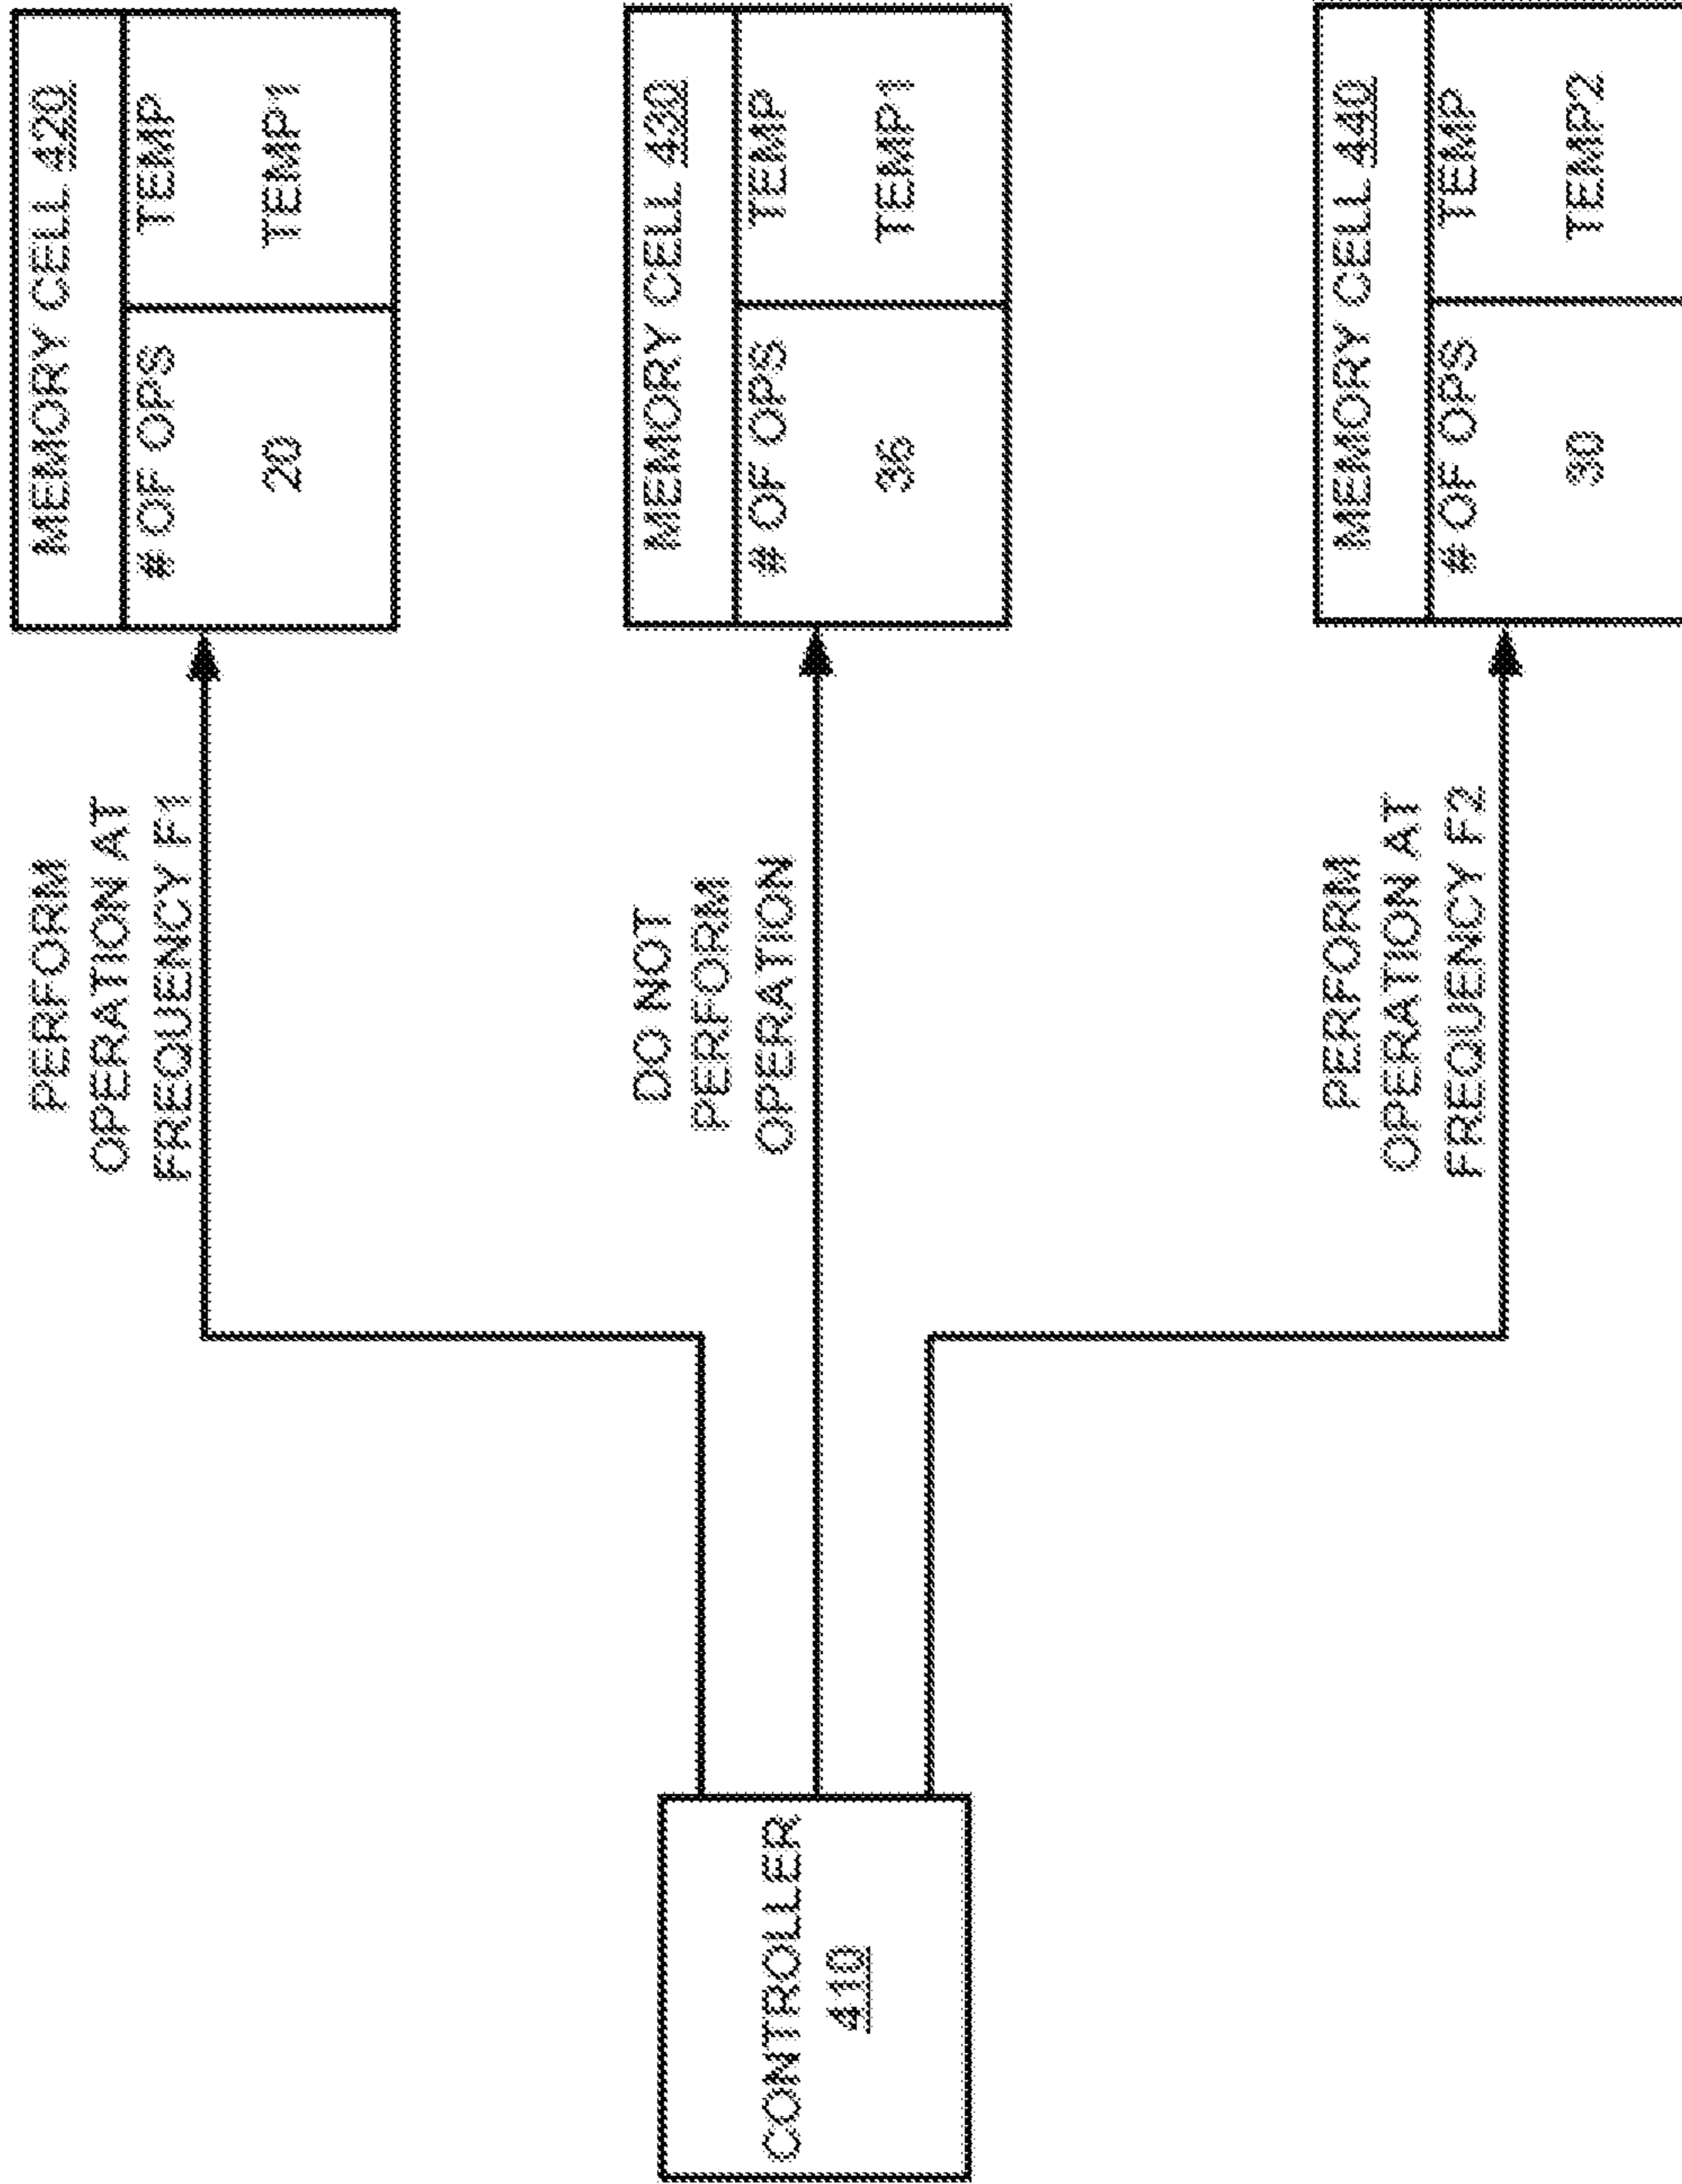 CONTROLLER
410
PERFORM
OPERATION AT
FREQUENCY F1
MEMORY CELL 420
# OF OPS TEMP
20 TEMP1
DO NOT
PERFORM
OPERATION
MEMORY CELL 430
# OF OPS TEMP
36 TEMP1
PERFORM
OPERATION AT
FREQUENCY F2
MEMORY CELL 440
# OF OPS TEMP
30 TEMP2